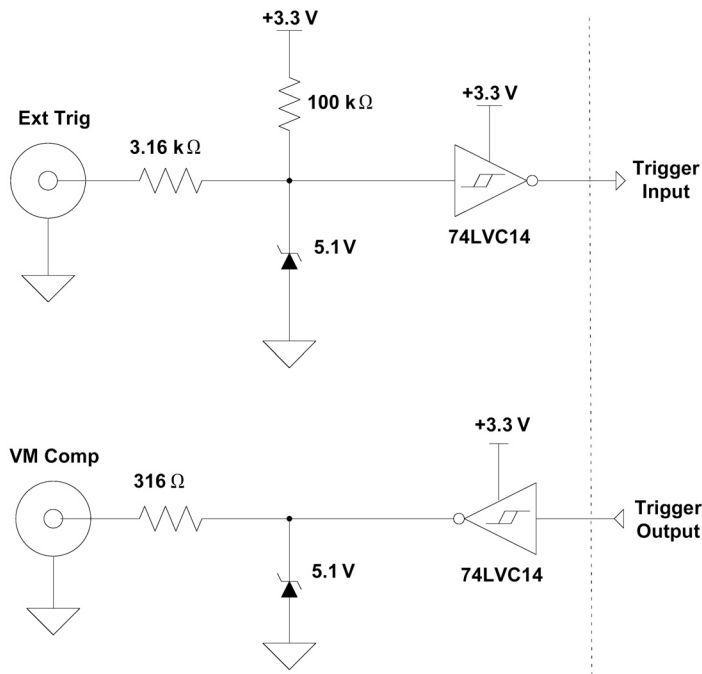 +3.3 V
100 kΩ
+3.3 V
Ext Trig
3.16 kΩ
Trigger
Input
74LVC14
5.1 V
+3.3 V
VM Comp
316 Ω
Trigger
Output
5.1 V
74LVC14